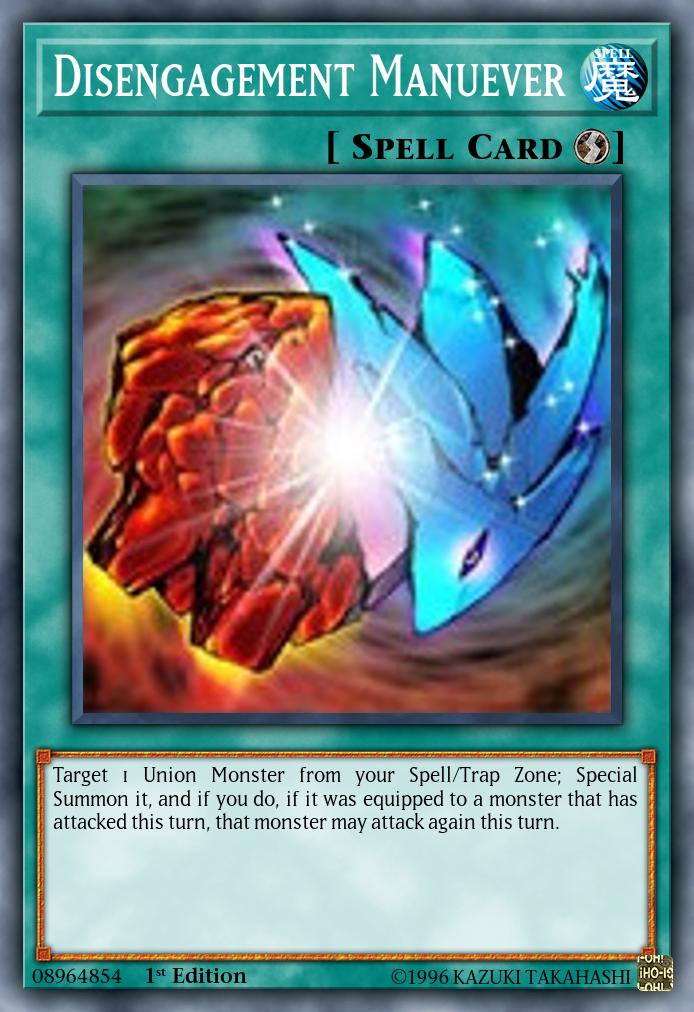 Disengagement Manuever
SPELL
魔
[ Spell Card ]
Target 1 Union Monster from your Spell/Trap Zone; Special
Summon it, and if you do, if it was equipped to a monster that has
attacked this turn, that monster may attack again this turn.
08964854 1st Edition ©1996 KAZUKI TAKAHASHI